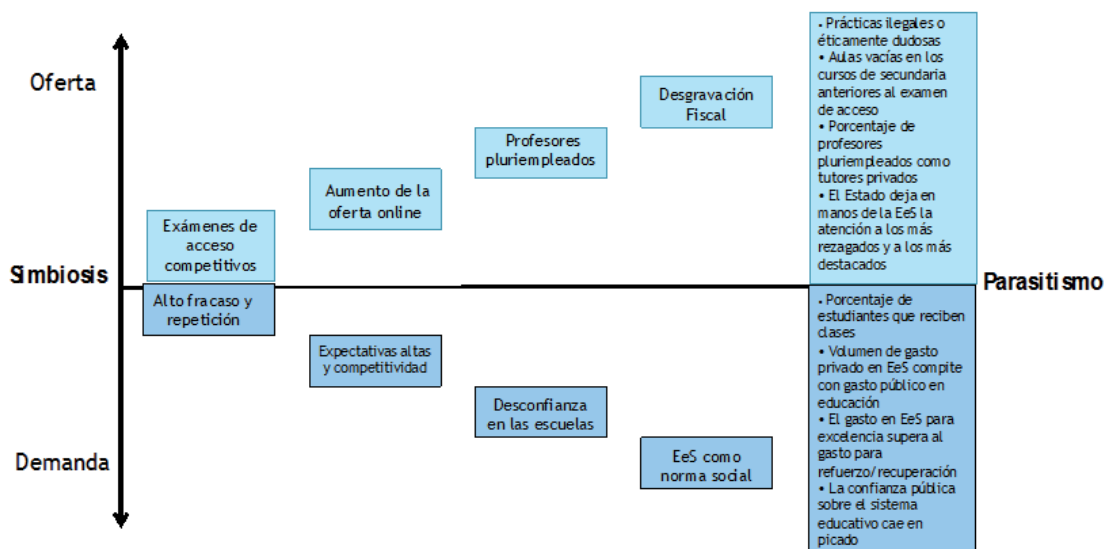 Oferta
Simbiosis
Demanda
Exámenes de
acceso
competitivos
Alto fracaso y
repetición
Aumento de la
oferta online
Expectativas altas
y competitividad
Profesores
pluriempleados
Desconfianza
en las escuelas
Desgravación
Fiscal
EeS como
norma social
• Prácticas ilegales o
éticamente dudosas
• Aulas vacías en los
cursos de secundaria
anteriores al examen
de acceso
• Porcentaje de
profesores
pluriempleados como
tutores privados
• El Estado deja en
manos de la EeS la
atención a los más
rezagados y a los más
destacados
• Porcentaje de
estudiantes que reciben
clases
• Volumen de gasto
privado en EeS compite
con gasto público en
educación
• El gasto en EeS para
excelencia supera al
gasto para
refuerzo/recuperación
• La confianza pública
sobre el sistema
educativo cae en
picado
Parasitismo